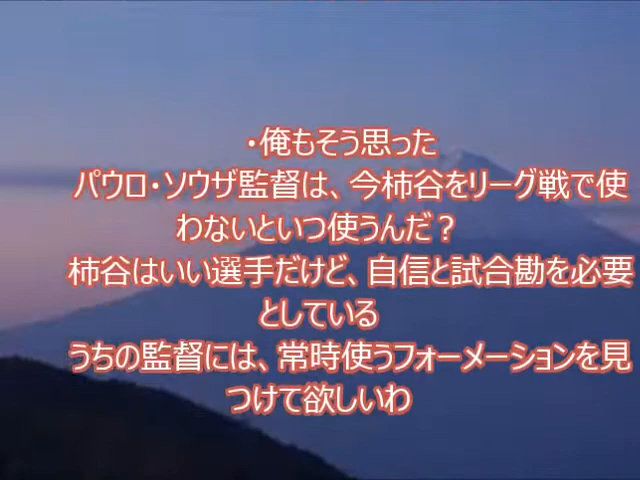 ・俺もそう思った
パウロ・ソウザ監督は、今柿谷をリーグ戦で使
わないといつ使うんだ？
柿谷はいい選手だけど、自信と試合勘を必要
としている
うちの監督には、常時使うフォーメーションを見
つけて欲しいわ